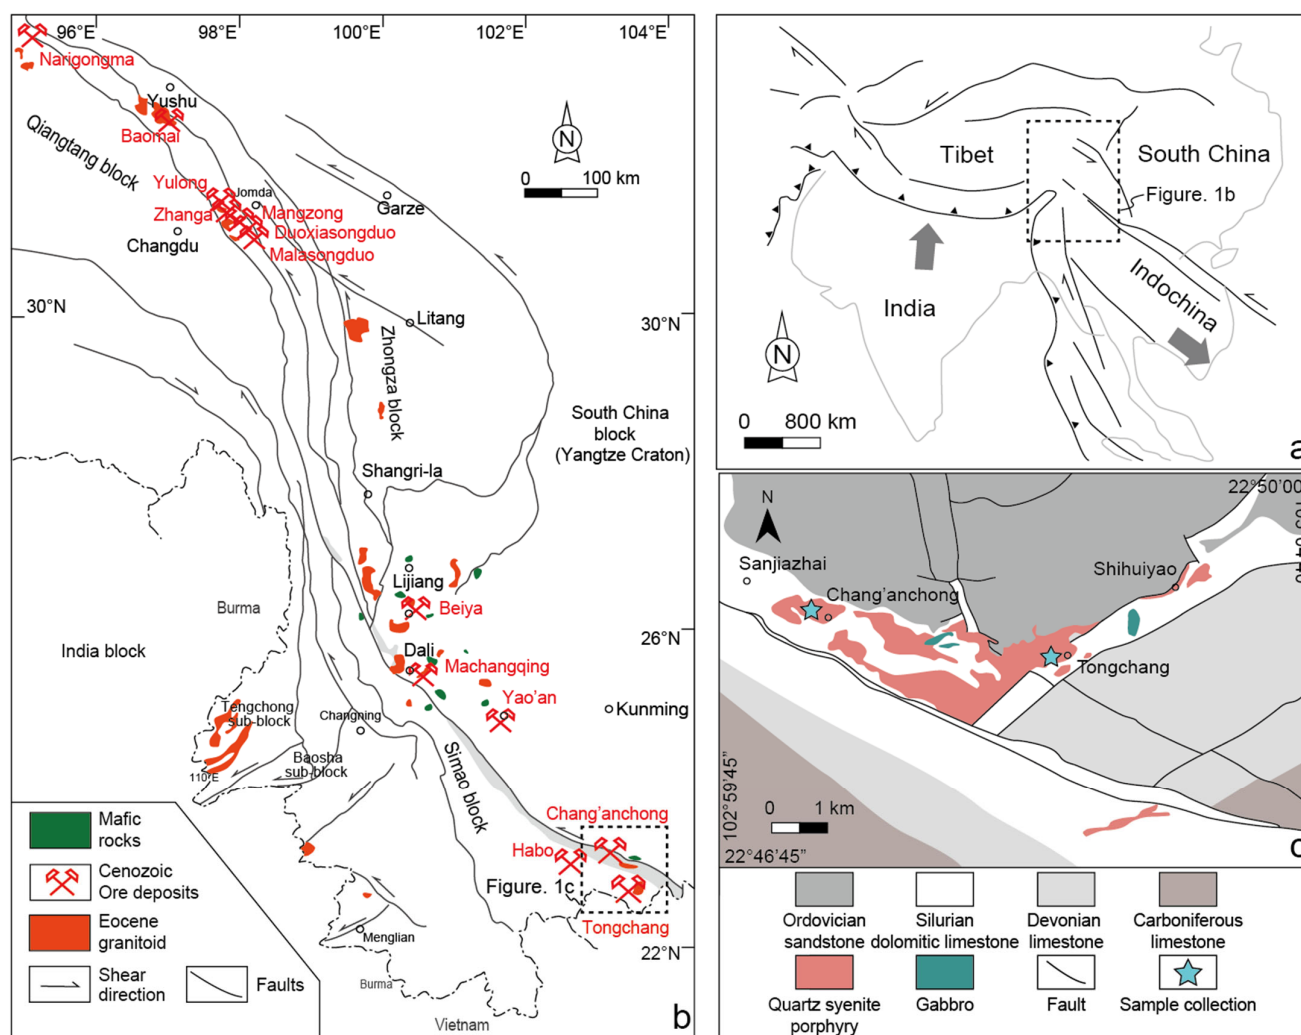 96°E
98°E
100°E
102°E
104°E
Narigongma
Yushu
Baomai
Qiangtang block
N
0
100 km
Yulong
Jomda
Garze
Zhanga
Mangzong
Duoxiasongduo
Changdu
Malasongduo
30°N
30°N
Litang
Zhongza block
South China
block
(Yangtze Craton)
Shangri-la
Burma
Lijiang
Beiya
26°N
India block
Dali
Machangqing
Yao’an
Tengchong
sub-block
Changning
Kunming
Baosha
sub-block
110°E
Simao block
Chang’anchong
Habo
Figure. 1c
Tongchang
Menglian
22°N
Burma
Vietnam
b
Mafic
rocks
Cenozoic
Ore deposits
Eocene
granitoid
Shear
direction
Faults
Tibet
South China
Figure. 1b
India
Indochina
N
0
800 km
a
22°50'00"
N
Sanjiazhai
Shihuiyao
Chang’anchong
Tongchang
0
1 km
102°59'45"
22°46'45"
c
Ordovician
sandstone
Silurian
dolomitic limestone
Devonian
limestone
Carboniferous
limestone
Quartz syenite
porphyry
Gabbro
Fault
Sample collection